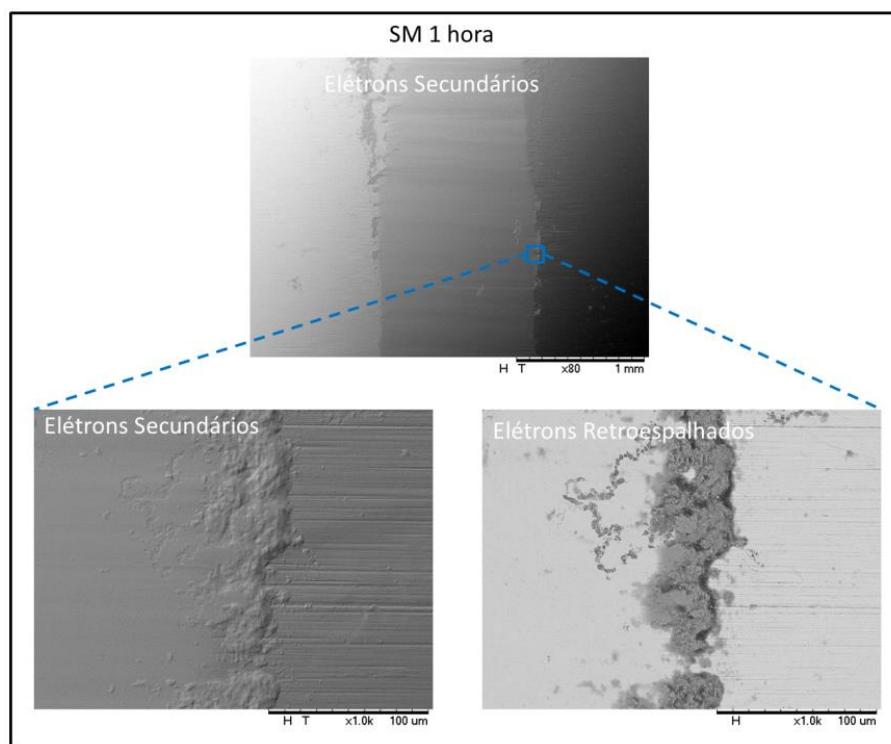 SM 1 hora
Elétrons Secundários
H T x80 1 mm
Elétrons Secundários
Elétrons Retroespalhados
H T x1.0k 100 um
H x1.0k 100 um